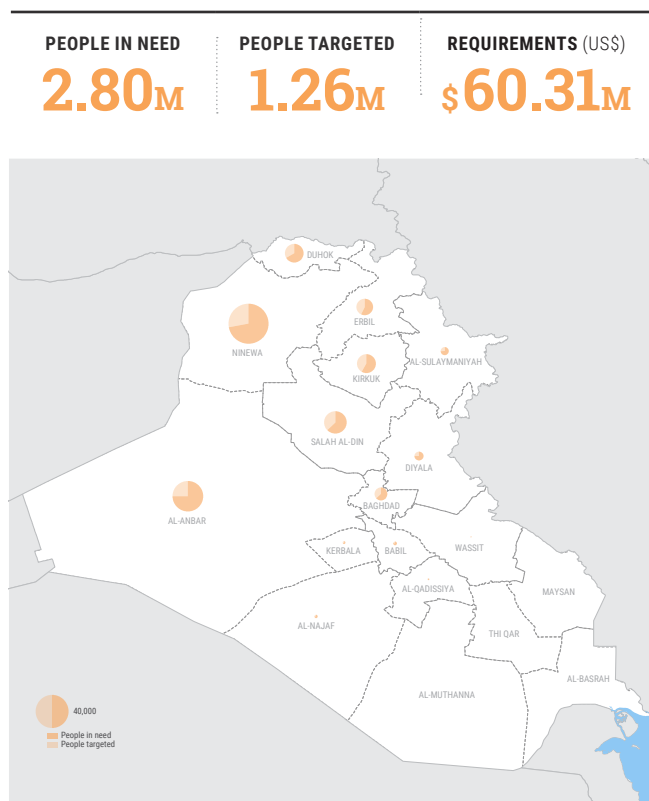 PEOPLE IN NEED
2.80M
PEOPLE TARGETED
1.26M
REQUIREMENTS (US$)
$60.31M
DUHOK
ERBIL
NINEWA
AL-SULAYMANIYAH
KIRKUK
SALAH AL-DIN
DIYALA
AL-ANBAR
BAGHDAD
KERBALA
BABIL
WASSIT
AL-QADISSIYA
MAYSAN
AL-NAJAF
THI QAR
AL-BASRAH
AL-MUTHANNA
40,000
People in need
People targeted